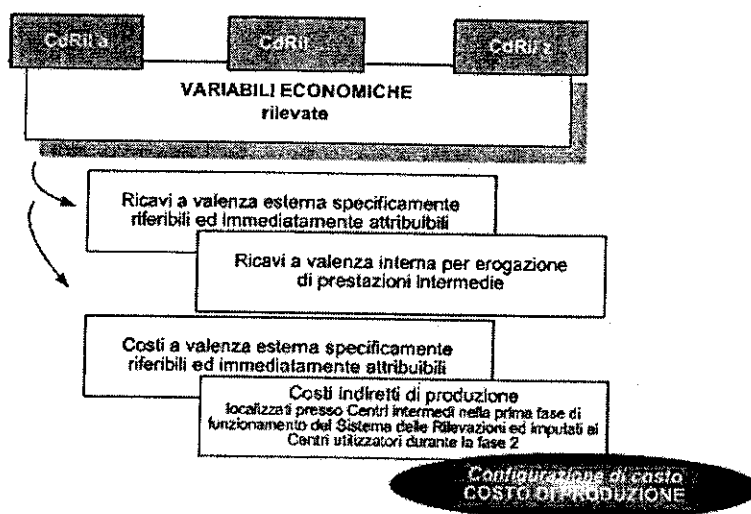 CdRil a
CdRil ...
CdRil z
VARIABILI ECONOMICHE
rilevate
Ricavi a valenza esterna specificamente
riferibili ed immediatamente attribuibili
Ricavi a valenza interna per erogazione
di prestazioni intermedie
Costi a valenza esterna specificamente
riferibili ed immediatamente attribuibili
Costi indiretti di produzione
localizzati presso Centri intermedi nella prima fase di
funzionamento del Sistema delle Rilevazioni ed imputati ai
Centri utilizzatori durante la fase 2
Configurazione di costo
COSTO DI PRODUZIONE